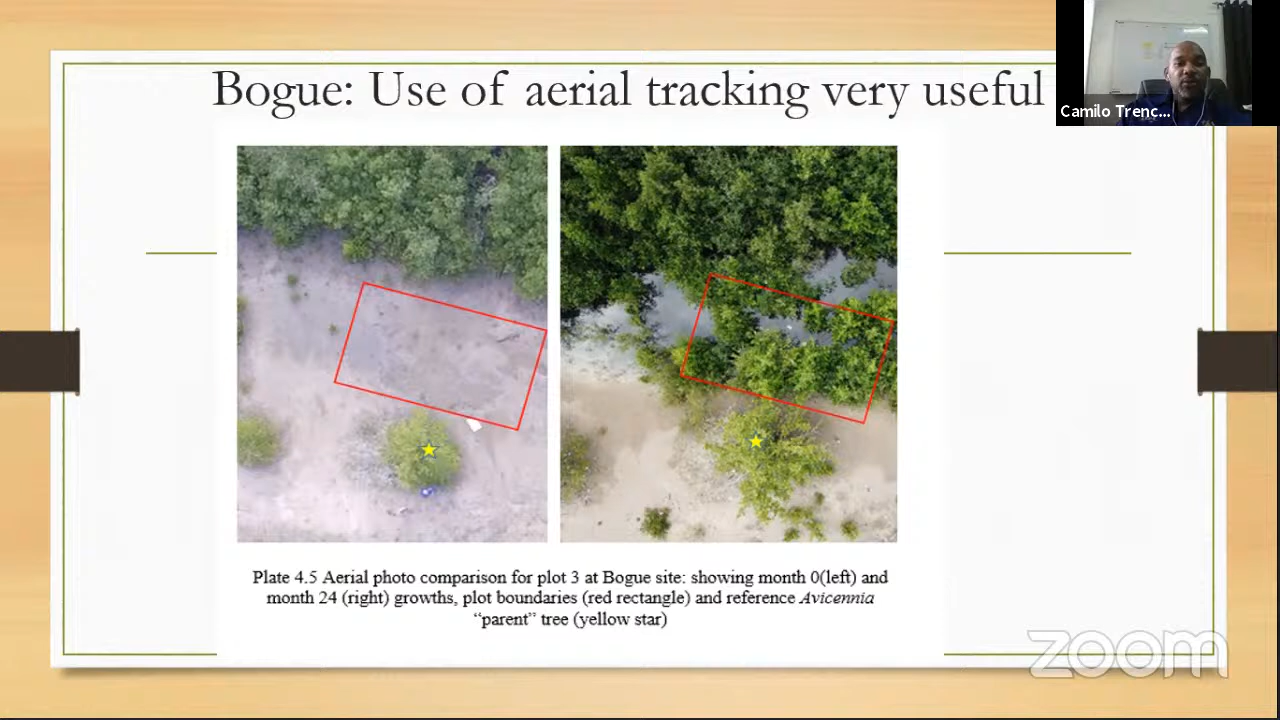 Bogue: Use of aerial tracking very useful
Camilo Trenc...
Plate 4.5 Aerial photo comparison for plot 3 at Bogue site: showing month 0(left) and
month 24 (right) growths, plot boundaries (red rectangle) and reference Avicennia
“parent” tree (yellow star)
zoom